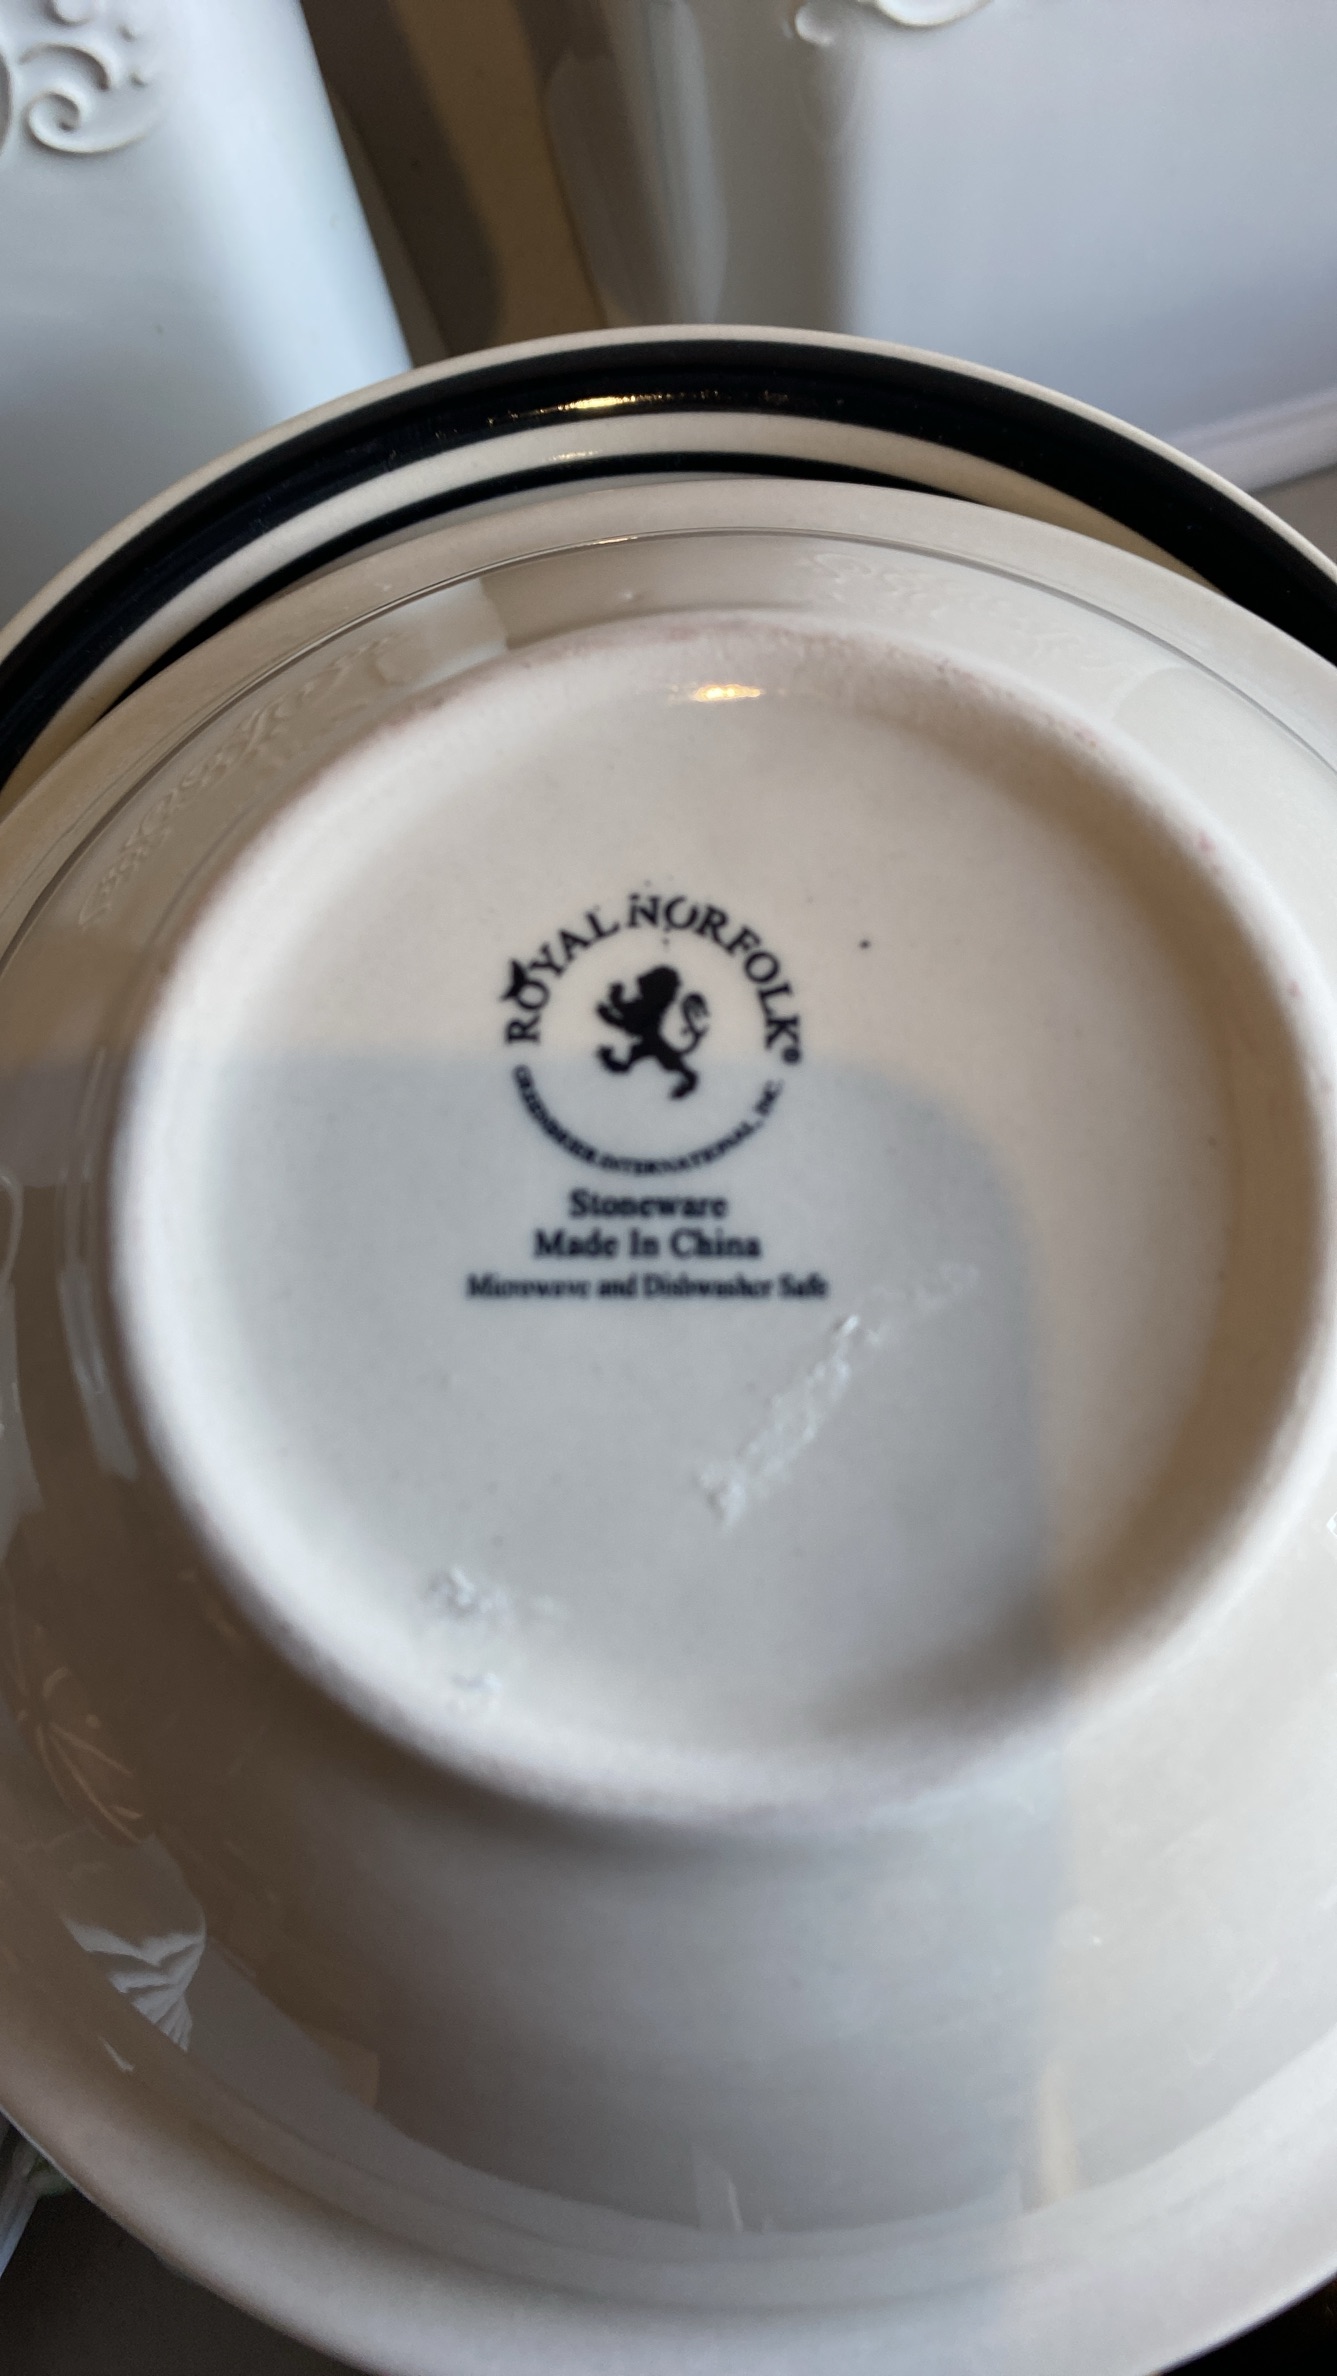 ROYAL NORFOLK®
GREENBRIER INTERNATIONAL, INC.
Stoneware
Made In China
Microwave and Dishwasher Safe